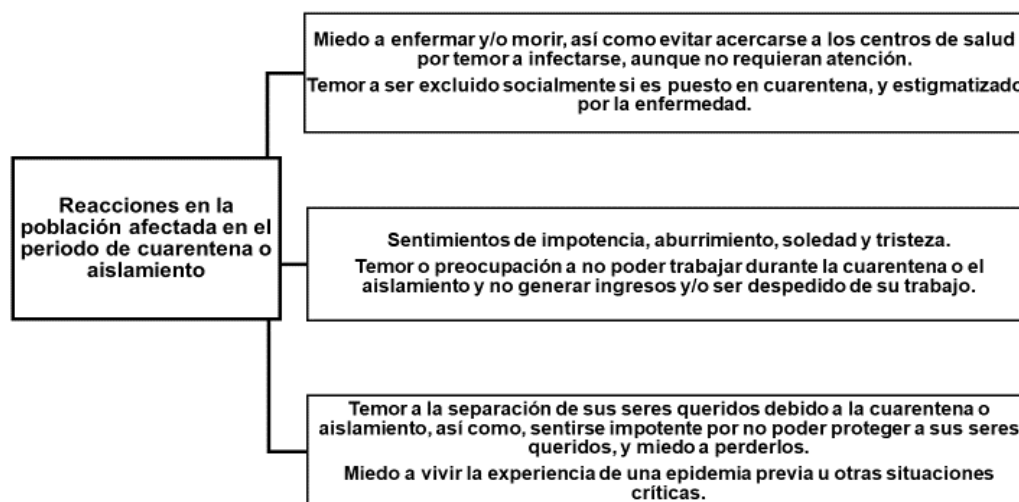 Miedo a enfermar y/o morir, así como evitar acercarse a los centros de salud
por temor a infectarse, aunque no requieran atención.
Temor a ser excluido socialmente si es puesto en cuarentena, y estigmatizado
por la enfermedad.
Reacciones en la
población afectada en el
periodo de cuarentena o
aislamiento
Sentimientos de impotencia, aburrimiento, soledad y tristeza.
Temor o preocupación a no poder trabajar durante la cuarentena o el
aislamiento y no generar ingresos y/o ser despedido de su trabajo.
Temor a la separación de sus seres queridos debido a la cuarentena o
aislamiento, así como, sentirse impotente por no poder proteger a sus seres
queridos, y miedo a perderlos.
Miedo a vivir la experiencia de una epidemia previa u otras situaciones
críticas.